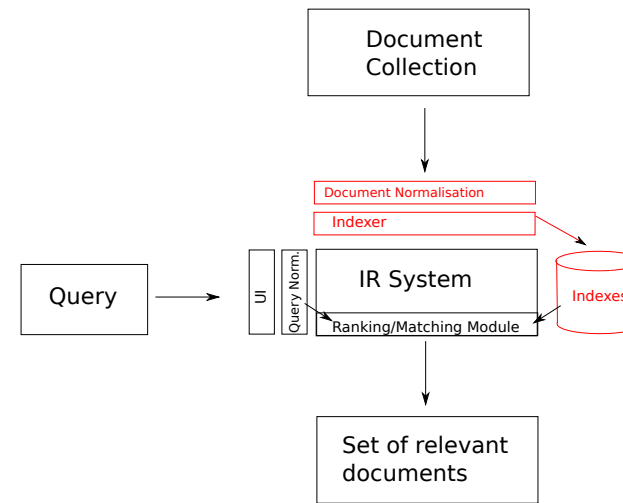 Document
Collection
Document Normalisation
Indexer
IR System
Query
UI
Query Norm.
Indexes
Ranking/Matching Module
Set of relevant
documents